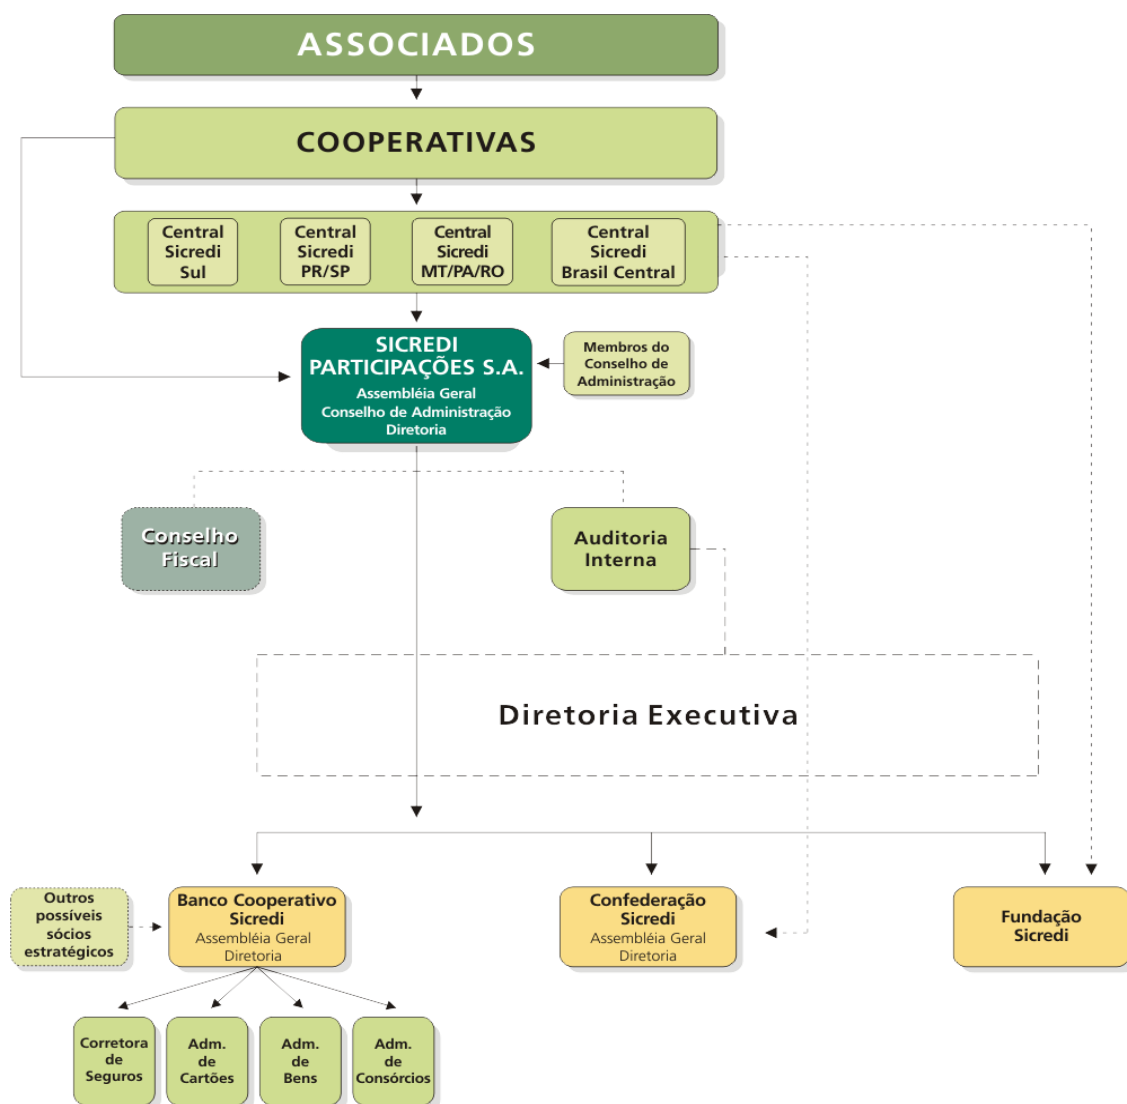 ASSOCIADOS
COOPERATIVAS
Central
Sicredi
Sul
Central
Sicredi
PR/SP
Central
Sicredi
MT/PA/RO
Central
Sicredi
Brasil Central
SICREDI
PARTICIPAÇÕES S.A.
Assembléia Geral
Conselho de Administração
Diretoria
Membros do
Conselho de
Administração
Conselho
Fiscal
Auditoria
Interna
Diretoria Executiva
Outros
possíveis
sócios
estratégicos
Banco Cooperativo
Sicredi
Assembléia Geral
Diretoria
Confederação
Sicredi
Assembléia Geral
Diretoria
Fundação
Sicredi
Corretora
de
Seguros
Adm.
de
Cartões
Adm.
de
Bens
Adm.
de
Consórcios